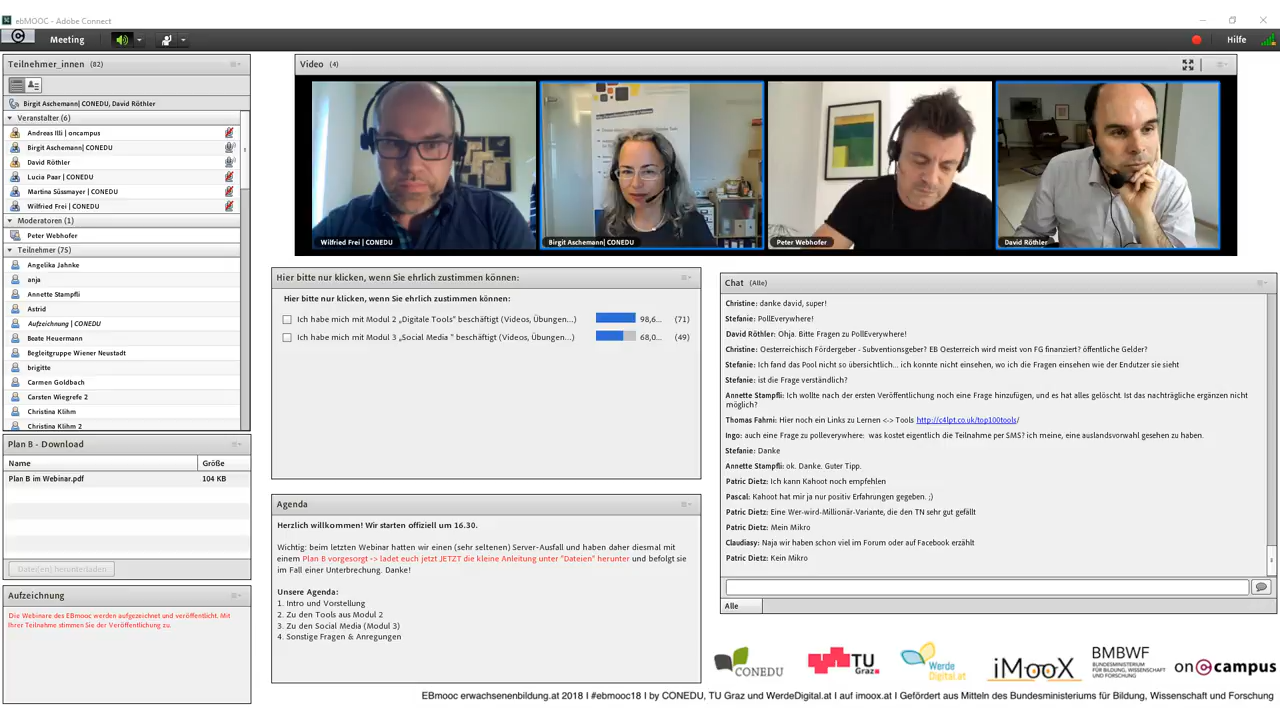 ebMOOC - Adobe Connect
Meeting
Hilfe
Teilnehmer_innen (82)
Birgit Aschemann| CONEDU, David Röthler
Veranstalter (6)
Andreas Illi | oncampus
Birgit Aschemann| CONEDU
David Röthler
Lucia Paar | CONEDU
Martina Süssmayer | CONEDU
Wilfried Frei | CONEDU
Moderatoren (1)
Peter Webhofer
Teilnehmer (75)
Angelika Jahnke
anja
Annette Stampfli
Astrid
Aufzeichnung | CONEDU
Beate Heuermann
Begleitgruppe Wiener Neustadt
brigitte
Carmen Goldbach
Carsten Wiegrefe 2
Christina Klihm
Christina Klihm 2
Plan B - Download
Name Größe
Plan B im Webinar.pdf 104 KB
Datei(en) herunterladen
Aufzeichnung
Die Webinare des EBmooc werden aufgezeichnet und veröffentlicht. Mit
Ihrer Teilnahme stimmen Sie der Veröffentlichung zu.
Video (4)
Wilfried Frei | CONEDU
Birgit Aschemann| CONEDU
Peter Webhofer
David Röthler
Hier bitte nur klicken, wenn Sie ehrlich zustimmen können:
Hier bitte nur klicken, wenn Sie ehrlich zustimmen können:
Ich habe mich mit Modul 2 „Digitale Tools" beschäftigt (Videos, Übungen...) 98,6... (71)
Ich habe mich mit Modul 3 „Social Media " beschäftigt (Videos, Übungen...) 68,0... (49)
Agenda
Herzlich willkommen! Wir starten offiziell um 16.30.
Wichtig: beim letzten Webinar hatten wir einen (sehr seltenen) Server-Ausfall und haben daher diesmal mit
einem Plan B vorgesorgt -> ladet euch jetzt JETZT die kleine Anleitung unter "Dateien" herunter und befolgt sie
im Fall einer Unterbrechung. Danke!
Unsere Agenda:
1. Intro und Vorstellung
2. Zu den Tools aus Modul 2
3. Zu den Social Media (Modul 3)
4. Sonstige Fragen & Anregungen
Chat (Alle)
Christine: danke david, super!
Stefanie: PollEverywhere!
David Röthler: Ohja. Bitte Fragen zu PollEverywhere!
Christine: Oesterreichisch Fördergeber - Subventionsgeber? EB Oesterreich wird meist von FG finanziert? öffentliche Gelder?
Stefanie: Ich fand das Pool nicht so übersichtlich... ich konnte nicht einsehen, wo ich die Fragen einsehen wie der Endutzer sie sieht
Stefanie: ist die Frage verständlich?
Annette Stampfli: Ich wollte nach der ersten Veröffentlichung noch eine Frage hinzufügen, und es hat alles gelöscht. Ist das nachträgliche ergänzen nicht
möglliche?
Thomas Fahrni: Hier noch ein Links zu Lernen <-> Tools http://c4lpt.co.uk/top100tools/
Ingo: auch eine Frage zu polleverywhere: was kostet eigentlich die Teilnahme per SMS? ich meine, eine auslandsvorwahl gesehen zu haben.
Stefanie: Danke
Annette Stampfli: ok. Danke. Guter Tipp.
Patric Dietz: Ich kann Kahoot noch empfehlen
Pascal: Kahoot hat mir ja nur positiv Erfahrungen gegeben. ;)
Patric Dietz: Eine Wer-wird-Millionär-Variante, die den TN sehr gut gefällt
Patric Dietz: Mein Mikro
Claudiasy: Naja wir haben schon viel im Forum oder auf Facebook erzählt
Patric Dietz: Kein Mikro
Alle
CONEDU
TU Graz
Werde Digital.at
iMooX
BMBWF
BUNDESMINISTERIUM
FÜR BILDUNG, WISSENSCHAFT
UND FORSCHUNG
oncampus
EBmooc erwachsenenbildung.at 2018 I #ebmooc18 I by CONEDU, TU Graz und WerdeDigital.at I auf imoox.at I Gefördert aus Mitteln des Bundesministeriums für Bildung, Wissenschaft und Forschung